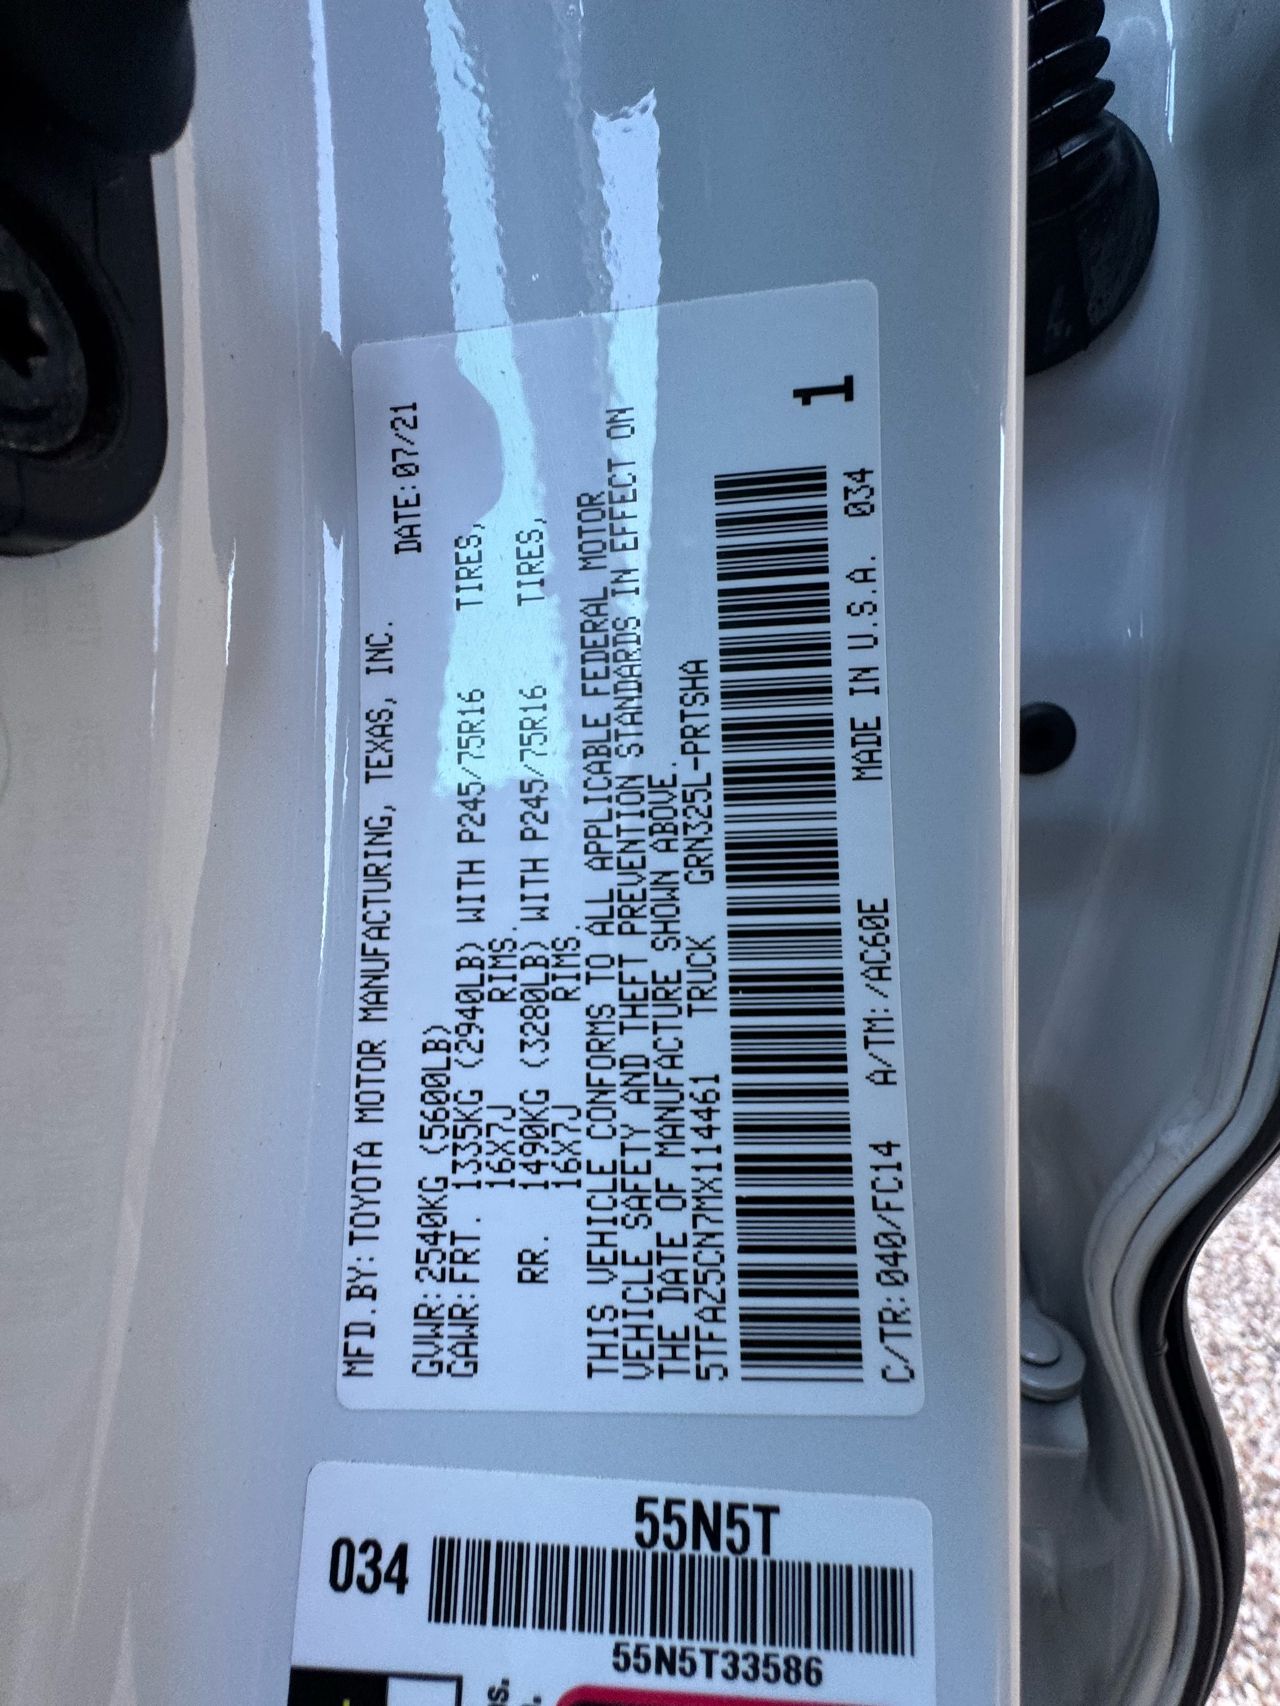 MFD.BY:TOYOTA MOTOR MANUFACTURING, TEXAS, INC.
DATE:07/21
GVWR:2540KG (5600LB)
GAWR:FRT. 1335KG (2940LB) WITH P245/75R16 TIRES,
16X7J RIMS.
RR. 1490KG (3280LB) WITH P245/75R16 TIRES,
16X7J RIMS.
THIS VEHICLE CONFORMS TO ALL APPLICABLE FEDERAL MOTOR
VEHICLE SAFETY AND THEFT PREVENTION STANDARDS IN EFFECT ON
THE DATE OF MANUFACTURE SHOWN ABOVE.
5TFAZ5CN7MX114461 TRUCK GRN325L-PRTSHA
1
C/TR:040/FC14 A/TM:/AC60E MADE IN U.S.A. 034
55N5T
034
55N5T33586